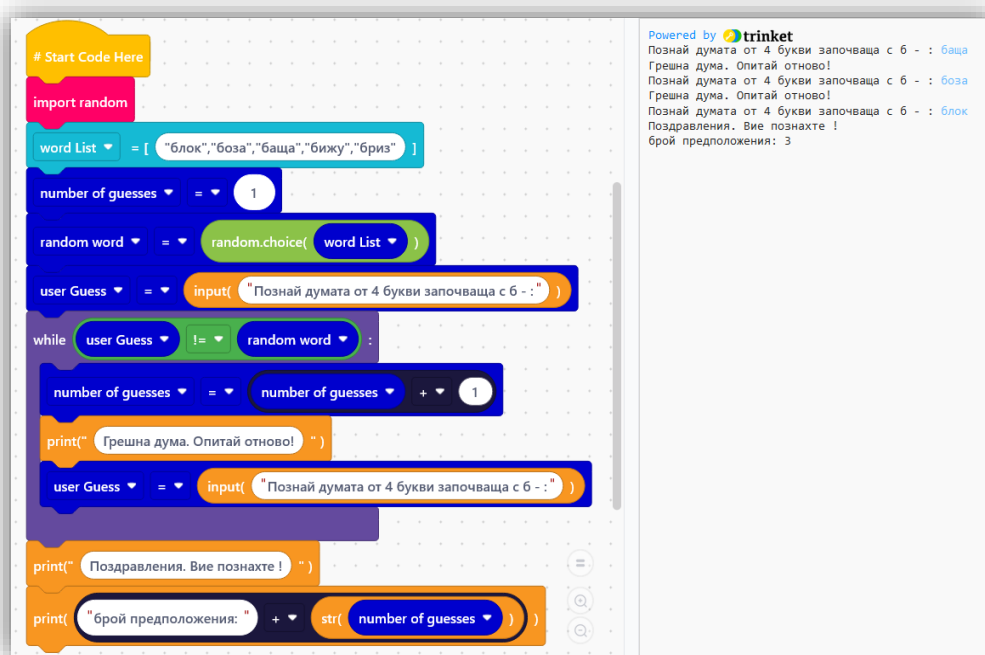 # Start Code Here
import random
word List = [ "блок","боза","баща","бижу","бриз" ]
number of guesses = 1
random word = random.choice( word List )
user Guess = input( "Познай думата от 4 букви започваща с б - :" )
while user Guess != random word :
number of guesses = number of guesses + 1
print(" Грешна дума. Опитай отново! ")
user Guess = input( "Познай думата от 4 букви започваща с б - :" )
print(" Поздравления. Вие познахте ! ")
print( "брой предположения: " + str( number of guesses ) )
Powered by trinket
Познай думата от 4 букви започваща с б - : баща
Грешна дума. Опитай отново!
Познай думата от 4 букви започваща с б - : боза
Грешна дума. Опитай отново!
Познай думата от 4 букви започваща с б - : блок
Поздравления. Вие познахте !
брой предположения: 3